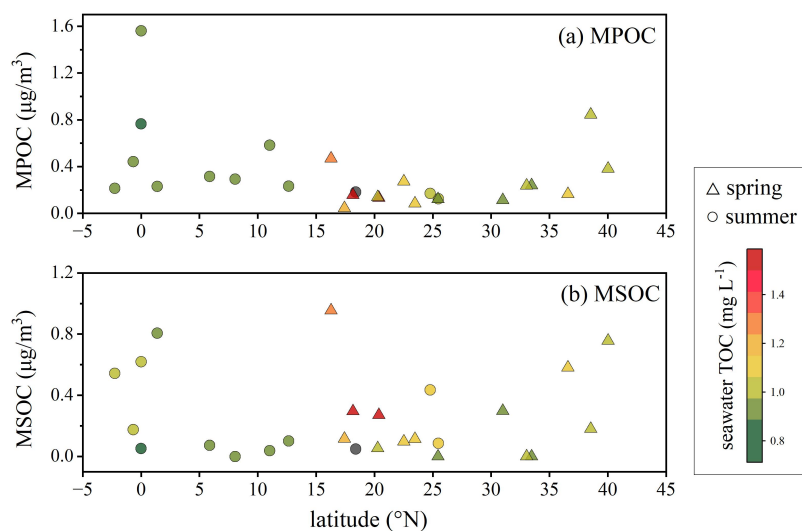 (a) MPOC
MPOC (μg/m³)
1.6
1.2
0.8
0.4
0.0
-5 0 5 10 15 20 25 30 35 40 45
(b) MSOC
MSOC (μg/m³)
1.2
0.8
0.4
0.0
-5 0 5 10 15 20 25 30 35 40 45
latitude (°N)
spring
summer
seawater TOC (mg L⁻¹)
1.4
1.2
1.0
0.8